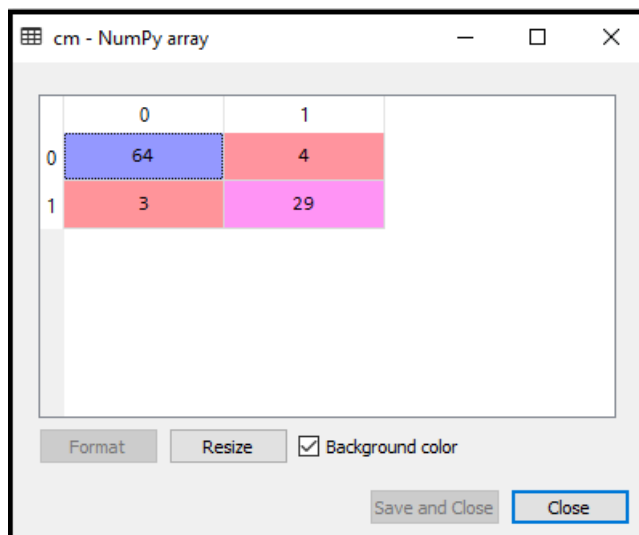 cm - NumPy array
0 1
0 64 4
1 3 29
Format Resize Background color
Save and Close Close